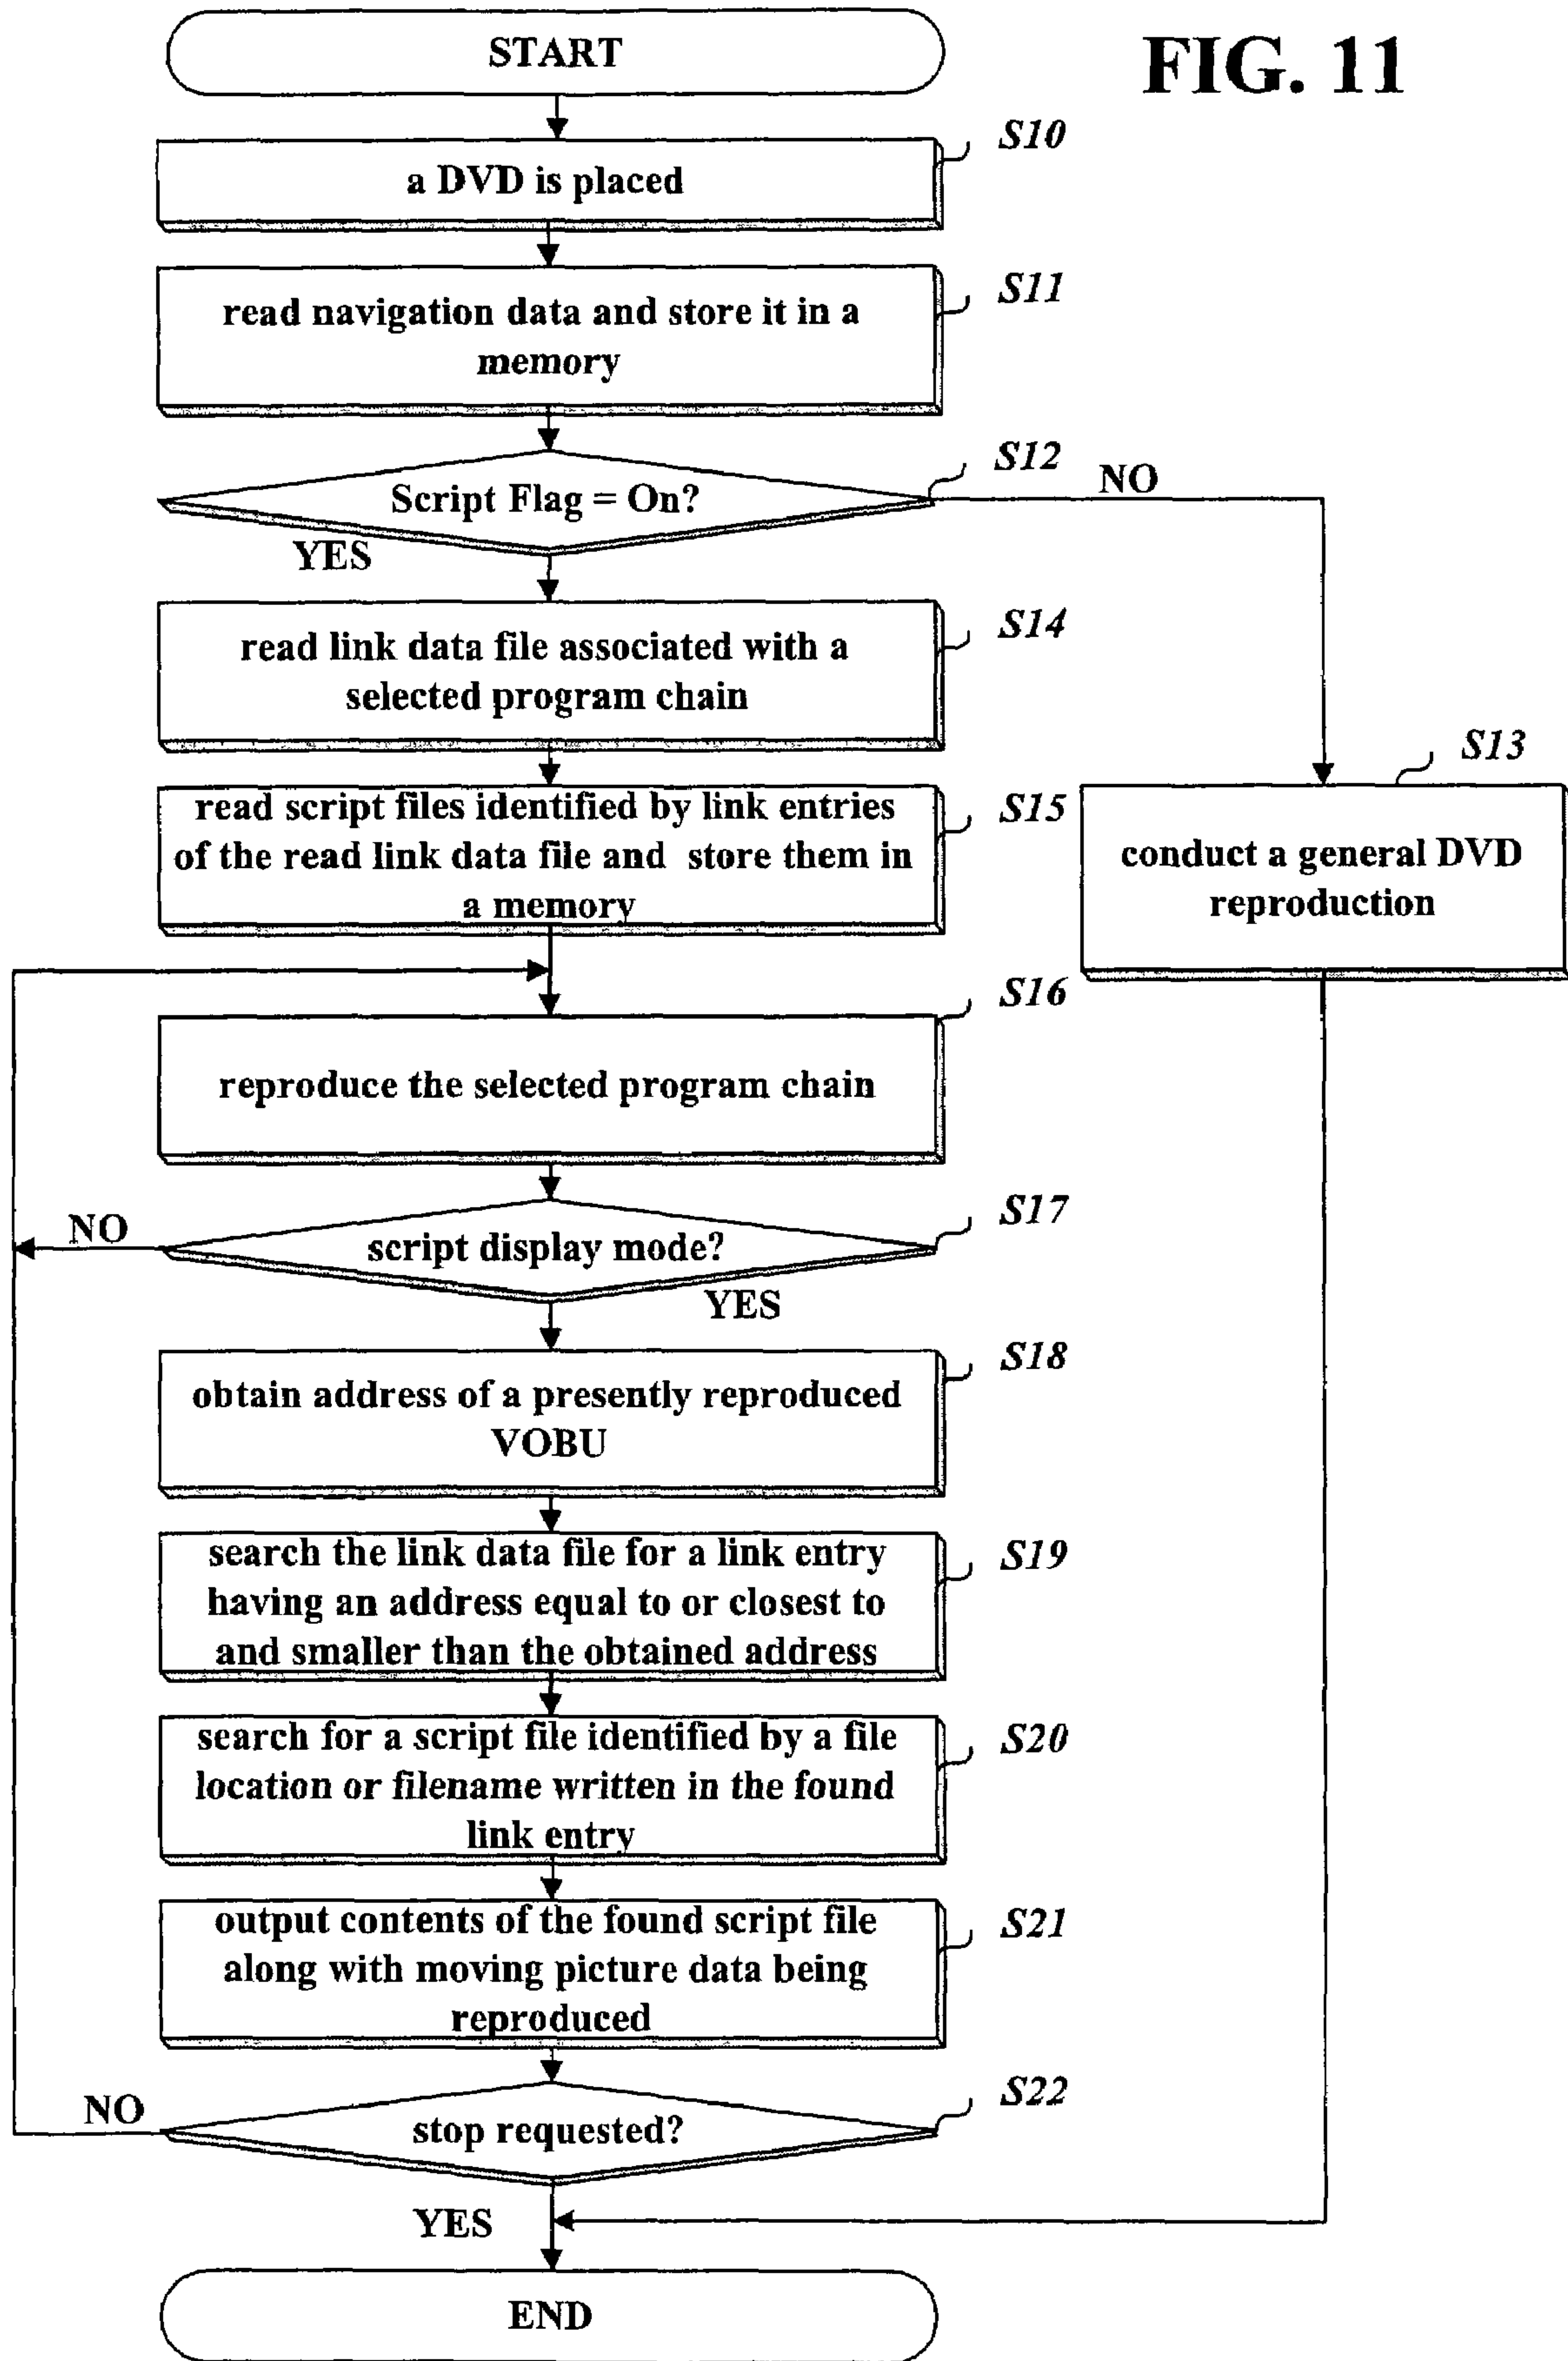 START
FIG. 11
S10
a DVD is placed
S11
read navigation data and store it in a
memory
S12
Script Flag = On?
NO
YES
S14
read link data file associated with a
selected program chain
S13
conduct a general DVD
reproduction
S15
read script files identified by link entries
of the read link data file and store them in
a memory
S16
reproduce the selected program chain
S17
script display mode?
NO
YES
S18
obtain address of a presently reproduced
VOBU
S19
search the link data file for a link entry
having an address equal to or closest to
and smaller than the obtained address
S20
search for a script file identified by a file
location or filename written in the found
link entry
S21
output contents of the found script file
along with moving picture data being
reproduced
S22
stop requested?
NO
YES
END